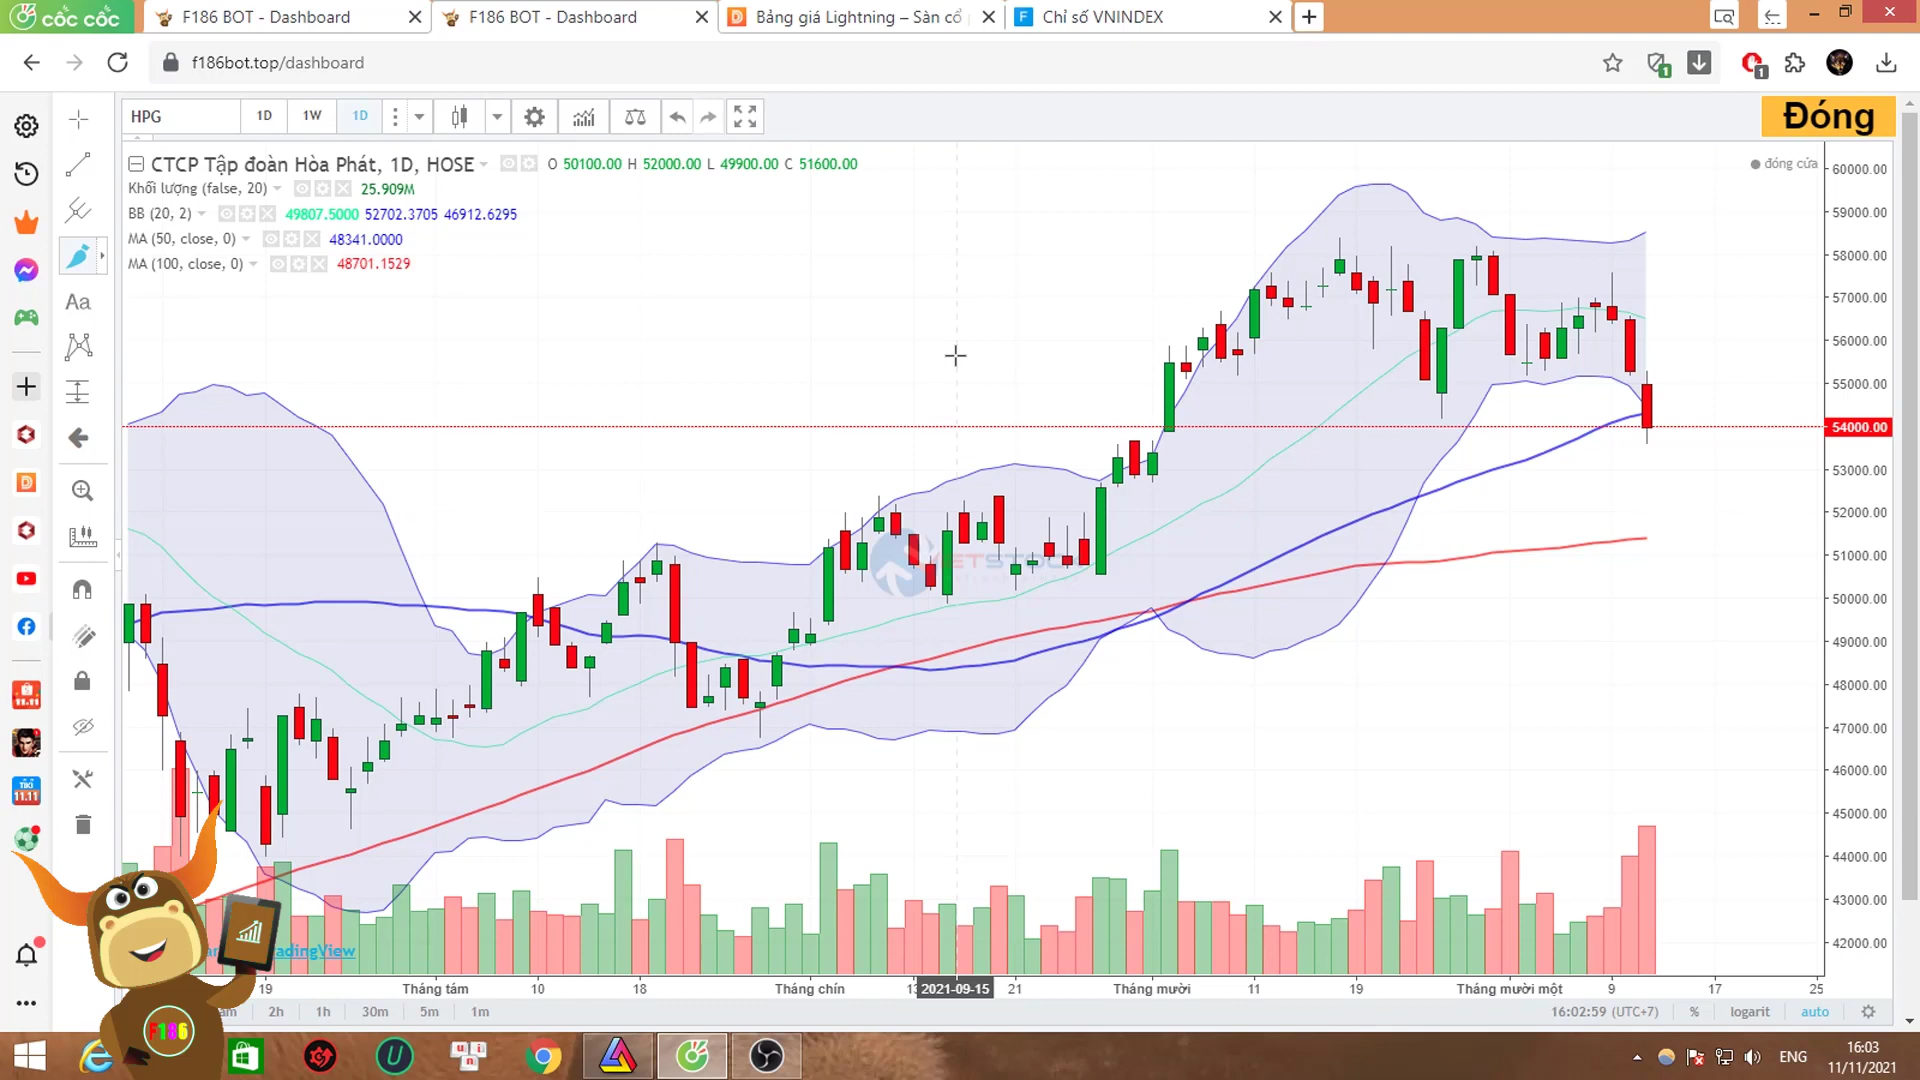 cốc cốc
F186 BOT - Dashboard
F186 BOT - Dashboard
Bảng giá Lightning – Sàn cổ
Chỉ số VNINDEX
f186bot.top/dashboard
HPG
1D
1W
1D
Đóng
CTCP Tập đoàn Hòa Phát, 1D, HOSE
O 50100.00 H 52000.00 L 49900.00 C 51600.00
đóng cửa
Khối lượng (false, 20)
25.909M
BB (20, 2)
49807.5000 52702.3705 46912.6295
MA (50, close, 0)
48341.0000
MA (100, close, 0)
48701.1529
Aa
60000.00
59000.00
58000.00
57000.00
56000.00
55000.00
54000.00
53000.00
52000.00
51000.00
50000.00
49000.00
48000.00
47000.00
46000.00
45000.00
44000.00
43000.00
42000.00
11.11
TIKI
11.11
adingView
19
Tháng tám
10
18
Tháng chín
2021-09-15
21
Tháng mười
11
19
Tháng mười một
9
17
25
2h
1h
30m
5m
1m
16:02:59 (UTC+7)
%
logarit
auto
F186
ENG
16:03
11/11/2021